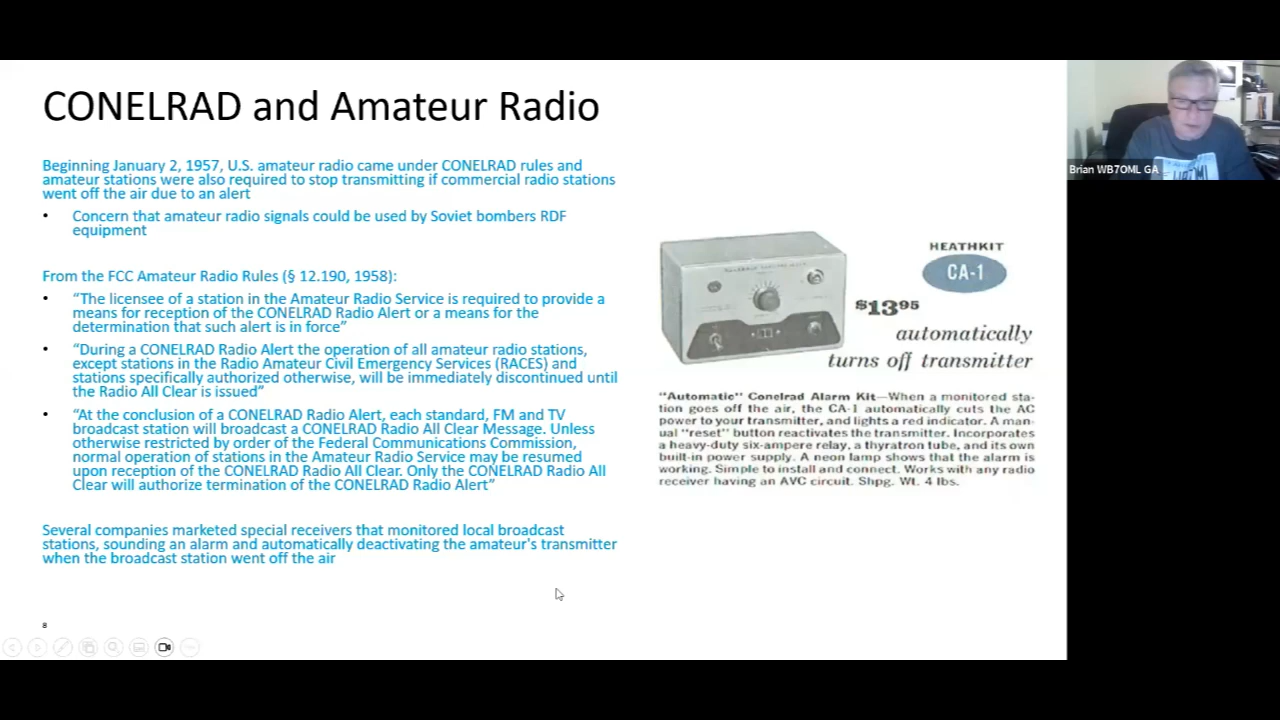 CONELRAD and Amateur Radio
Beginning January 2, 1957, U.S. amateur radio came under CONELRAD rules and
amateur stations were also required to stop transmitting if commercial radio stations
went off the air due to an alert
• Concern that amateur radio signals could be used by Soviet bombers RDF
equipment
From the FCC Amateur Radio Rules (§ 12.190, 1958):
• “The licensee of a station in the Amateur Radio Service is required to provide a
means for reception of the CONELRAD Radio Alert or a means for the
determination that such alert is in force”
• “During a CONELRAD Radio Alert the operation of all amateur radio stations,
except stations in the Radio Amateur Civil Emergency Services (RACES) and
stations specifically authorized otherwise, will be immediately discontinued until
the Radio All Clear is issued”
• “At the conclusion of a CONELRAD Radio Alert, each standard, FM and TV
broadcast station will broadcast a CONELRAD Radio All Clear Message. Unless
otherwise restricted by order of the Federal Communications Commission,
normal operation of stations in the Amateur Radio Service may be resumed
upon reception of the CONELRAD Radio All Clear. Only the CONELRAD Radio All
Clear will authorize termination of the CONELRAD Radio Alert”
Several companies marketed special receivers that monitored local broadcast
stations, sounding an alarm and automatically deactivating the amateur's transmitter
when the broadcast station went off the air
8
HEATHKIT
CA-1
$13⁹⁵
automatically
turns off transmitter
"Automatic" Conelrad Alarm Kit—When a monitored sta-
tion goes off the air, the CA-1 automatically cuts the AC
power to your transmitter, and lights a red indicator. A man-
ual "reset" button reactivates the transmitter. Incorporates
a heavy-duty six-ampere relay, a thyratron tube, and its own
built-in power supply. A neon lamp shows that the alarm is
working. Simple to install and connect. Works with any radio
receiver having an AVC circuit. Shpg. Wt. 4 lbs.
Brian WB7OML GA